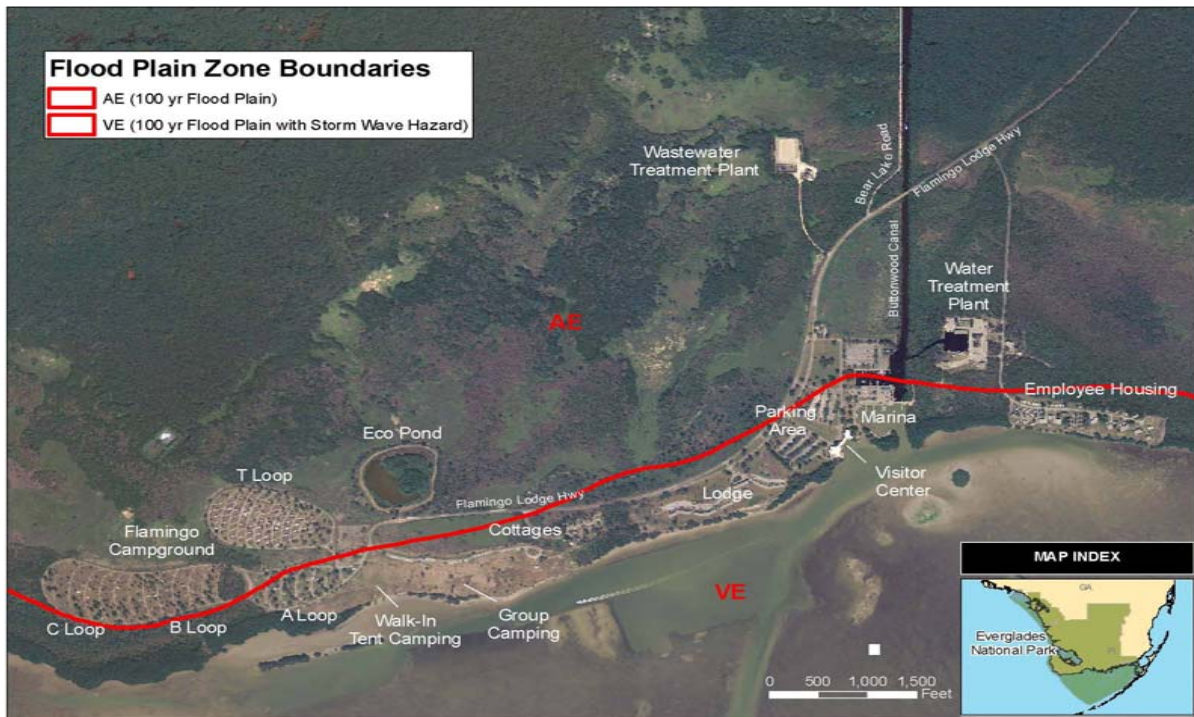 Flood Plain Zone Boundaries
AE (100 yr Flood Plain)
VE (100 yr Flood Plain with Storm Wave Hazard)
Wastewater
Treatment Plant
Bear Lake Road
Flamingo Lodge Hwy
Buttonwood Canal
Water
Treatment
Plant
AE
Employee Housing
Parking
Area
Marina
Eco Pond
Visitor
Center
T Loop
Lodge
Flamingo Lodge Hwy
Cottages
Flamingo
Campground
C Loop
B Loop
A Loop
Walk-In
Tent Camping
Group
Camping
VE
0 500 1,000 1,500
Feet
MAP INDEX
GA.
FL
Everglades
National Park